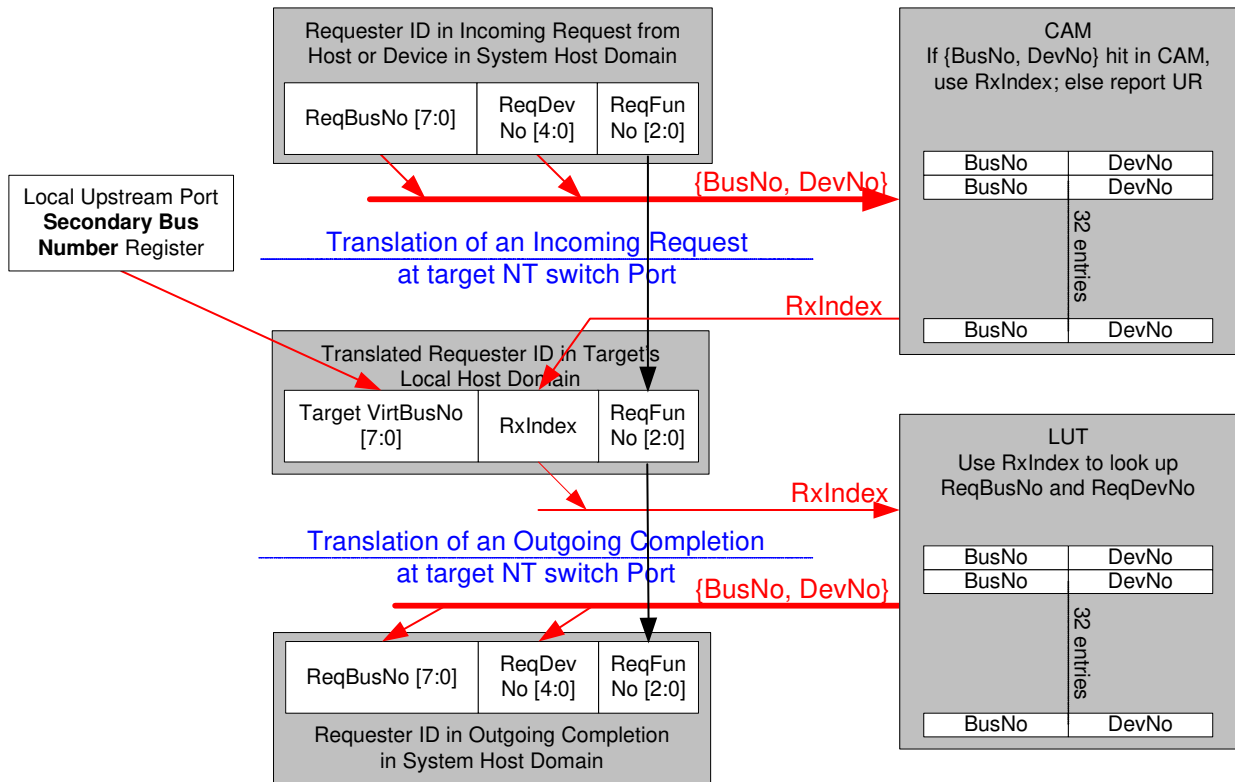 Requester ID in Incoming Request from
Host or Device in System Host Domain
ReqBusNo [7:0]
ReqDev
No [4:0]
ReqFun
No [2:0]
CAM
If {BusNo, DevNo} hit in CAM,
use RxIndex; else report UR
BusNo DevNo
BusNo DevNo
32 entries
BusNo DevNo
{BusNo, DevNo}
Local Upstream Port
Secondary Bus
Number Register
Translation of an Incoming Request
at target NT switch Port
RxIndex
Translated Requester ID in Target's
Local Host Domain
Target VirtBusNo
[7:0]
RxIndex
ReqFun
No [2:0]
LUT
Use RxIndex to look up
ReqBusNo and ReqDevNo
BusNo DevNo
BusNo DevNo
32 entries
BusNo DevNo
RxIndex
Translation of an Outgoing Completion
at target NT switch Port
{BusNo, DevNo}
ReqBusNo [7:0]
ReqDev
No [4:0]
ReqFun
No [2:0]
Requester ID in Outgoing Completion
in System Host Domain